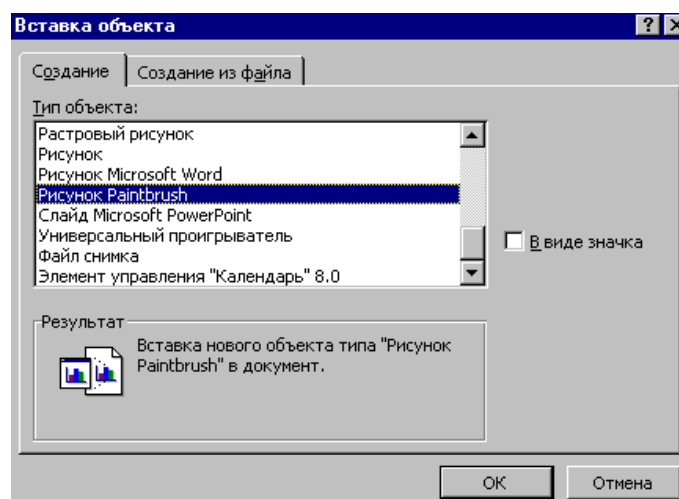 Вставка объекта
Создание
Создание из файла
Тип объекта:
Растровый рисунок
Рисунок
Рисунок Microsoft Word
Рисунок Paintbrush
Слайд Microsoft PowerPoint
Универсальный проигрыватель
Файл снимка
Элемент управления "Календарь" 8.0
В виде значка
Результат
Вставка нового объекта типа "Рисунок
Paintbrush" в документ.
ОК
Отмена